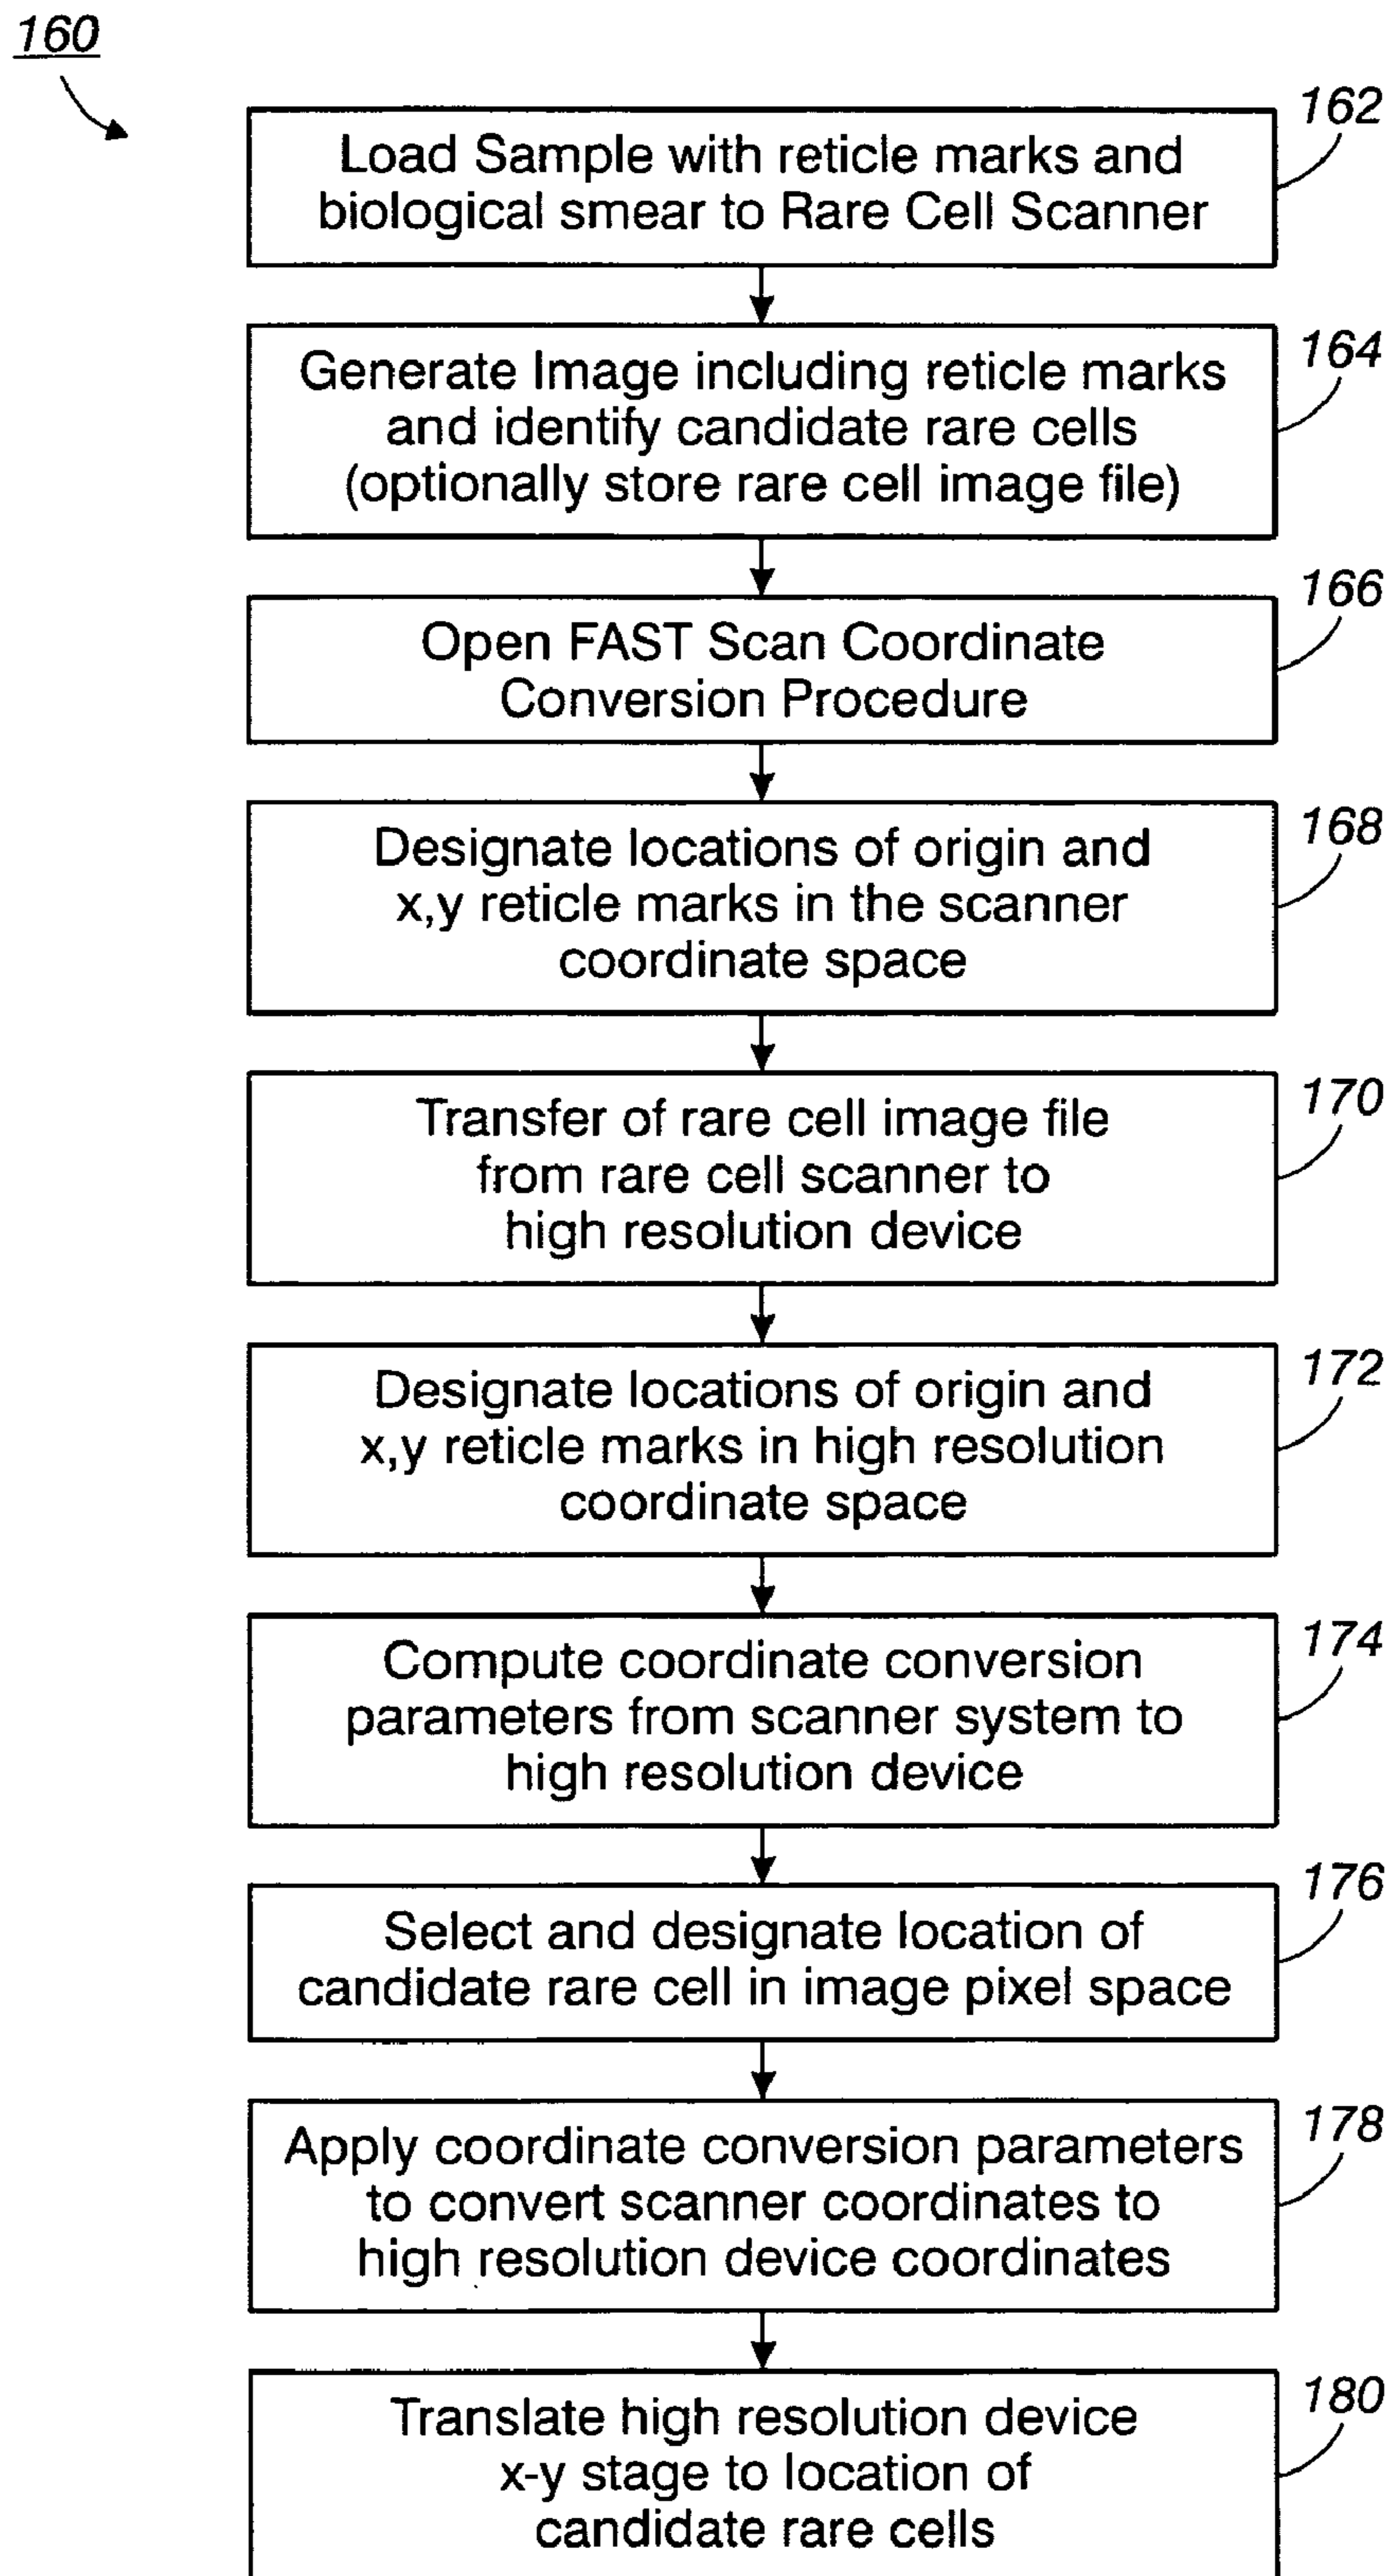 160
162
Load Sample with reticle marks and
biological smear to Rare Cell Scanner
164
Generate Image including reticle marks
and identify candidate rare cells
(optionally store rare cell image file)
166
Open FAST Scan Coordinate
Conversion Procedure
168
Designate locations of origin and
x,y reticle marks in the scanner
coordinate space
170
Transfer of rare cell image file
from rare cell scanner to
high resolution device
172
Designate locations of origin and
x,y reticle marks in high resolution
coordinate space
174
Compute coordinate conversion
parameters from scanner system to
high resolution device
176
Select and designate location of
candidate rare cell in image pixel space
178
Apply coordinate conversion parameters
to convert scanner coordinates to
high resolution device coordinates
180
Translate high resolution device
x-y stage to location of
candidate rare cells